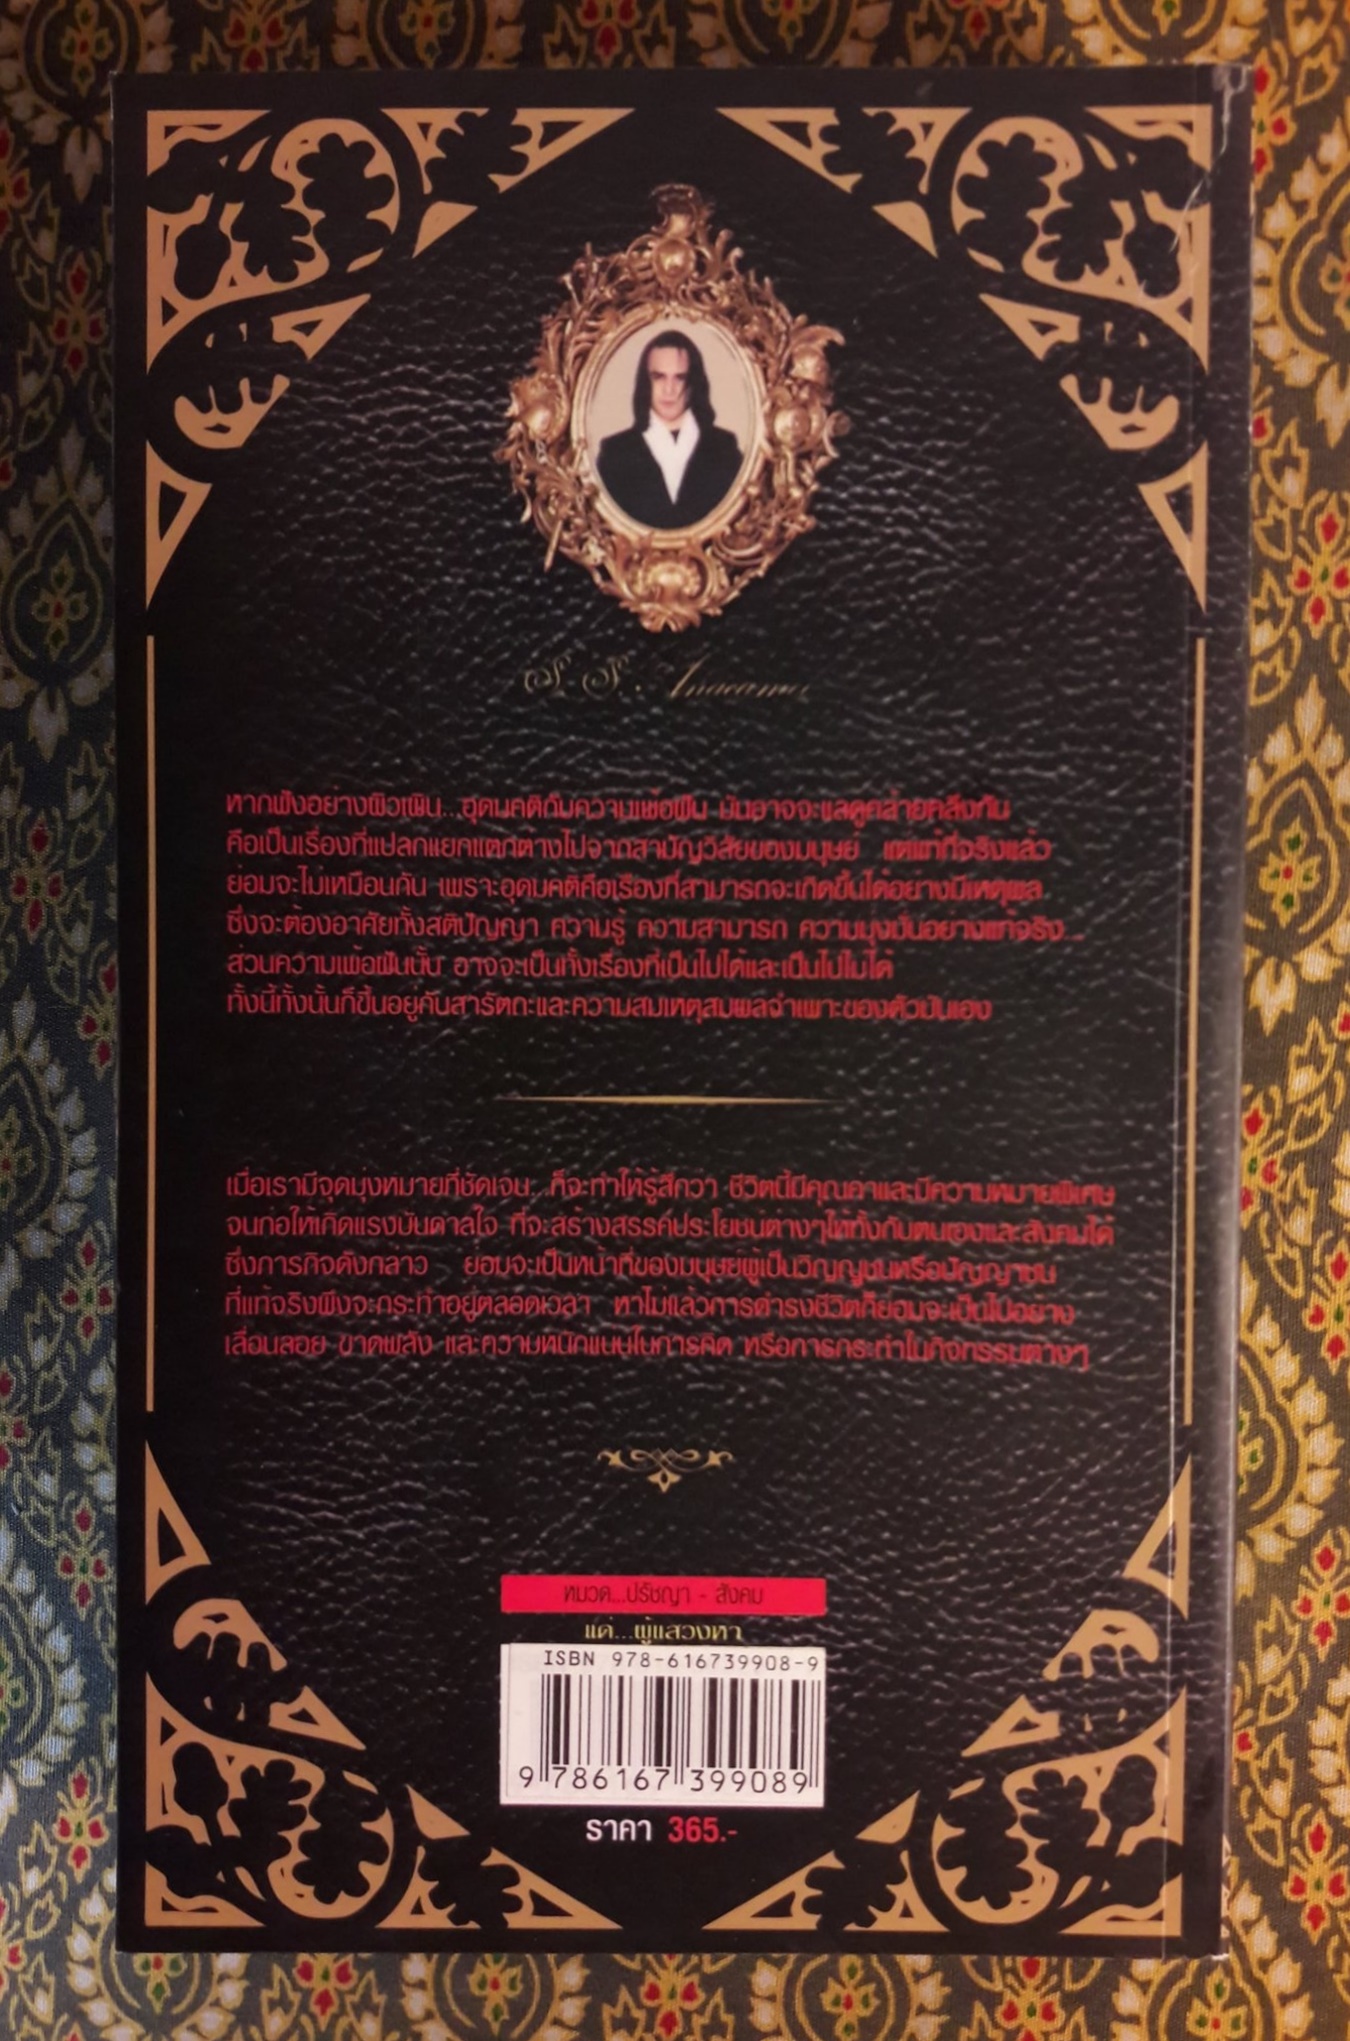 S. S. Anacama
หากฟังอย่างผิวเผิน...อุดมคติกับความเพ้อฝัน มันอาจจะแลดูคล้ายคลึงกัน
คือเป็นเรื่องที่แปลกแยกแตกต่างไปจากสามัญวิสัยของมนุษย์ แต่แท้ที่จริงแล้ว
ย่อมจะไม่เหมือนกัน เพราะอุดมคติคือเรื่องที่สามารถจะเกิดขึ้นได้อย่างมีเหตุผล
ซึ่งจะต้องอาศัยทั้งสติปัญญา ความรู้ ความสามารถ ความมุ่งมั่นอย่างแท้จริง...
ส่วนความเพ้อฝันนั้น อาจจะเป็นทั้งเรื่องที่เป็นไปได้และเป็นไปไม่ได้
ทั้งนี้ทั้งนั้นก็ขึ้นอยู่กับสารัตถะและความสมเหตุสมผลจำเพาะของตัวมันเอง
เมื่อเรามีจุดมุ่งหมายที่ชัดเจน...ก็จะทำให้รู้สึกว่า ชีวิตนี้มีคุณค่าและมีความหมายพิเศษ
จนก่อให้เกิดแรงบันดาลใจ ที่จะสร้างสรรค์ประโยชน์ต่างๆให้ทั้งกับตนเองและสังคมได้
ซึ่งภารกิจดังกล่าว ย่อมจะเป็นหน้าที่ของมนุษย์ผู้เป็นวิญญูชนหรือปัญญาชน
ที่แท้จริงพึงจะกระทำอยู่ตลอดเวลา หาไม่แล้วการดำรงชีวิตก็ย่อมจะเป็นไปอย่าง
เลื่อนลอย ขาดพลัง และความหนักแน่นในการคิด หรือการกระทำในกิจกรรมต่างๆ
หมวด...ปรัชญา - สังคม
แด่...ผู้แสวงหา
ISBN 978-616739908-9
9 786167 399089
ราคา 365.-